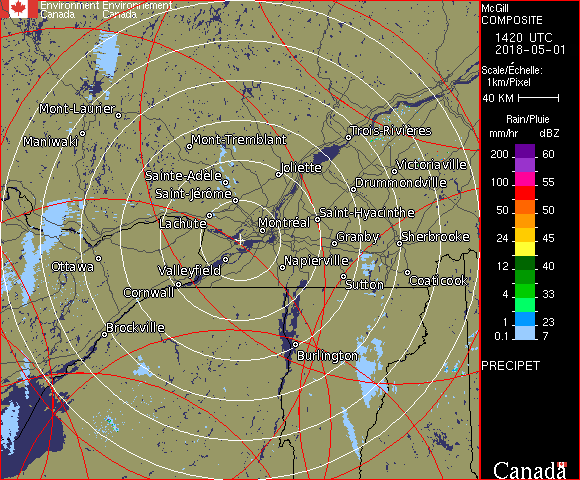 Environment Environnement
Canada Canada
McGill
COMPOSITE
1420 UTC
2018-05-01
Scale/Échelle:
1km/Pixel
40 KM
Rain/Pluie
mm/hr dBZ
200 60
100 55
50 50
24 45
12 40
4 33
1 23
0.1 7
PRECIPET
Canada
Mont-Laurier
Maniwaki
Mont-Tremblant
Trois-Rivières
Sainte-Adèle
Joliette
Victoriaville
Saint-Jérôme
Drummondville
Lachute
Montréal
Saint-Hyacinthe
Granby
Sherbrooke
Ottawa
Valleyfield
Napierville
Cornwall
Sutton
Coaticook
Brockville
Burlington